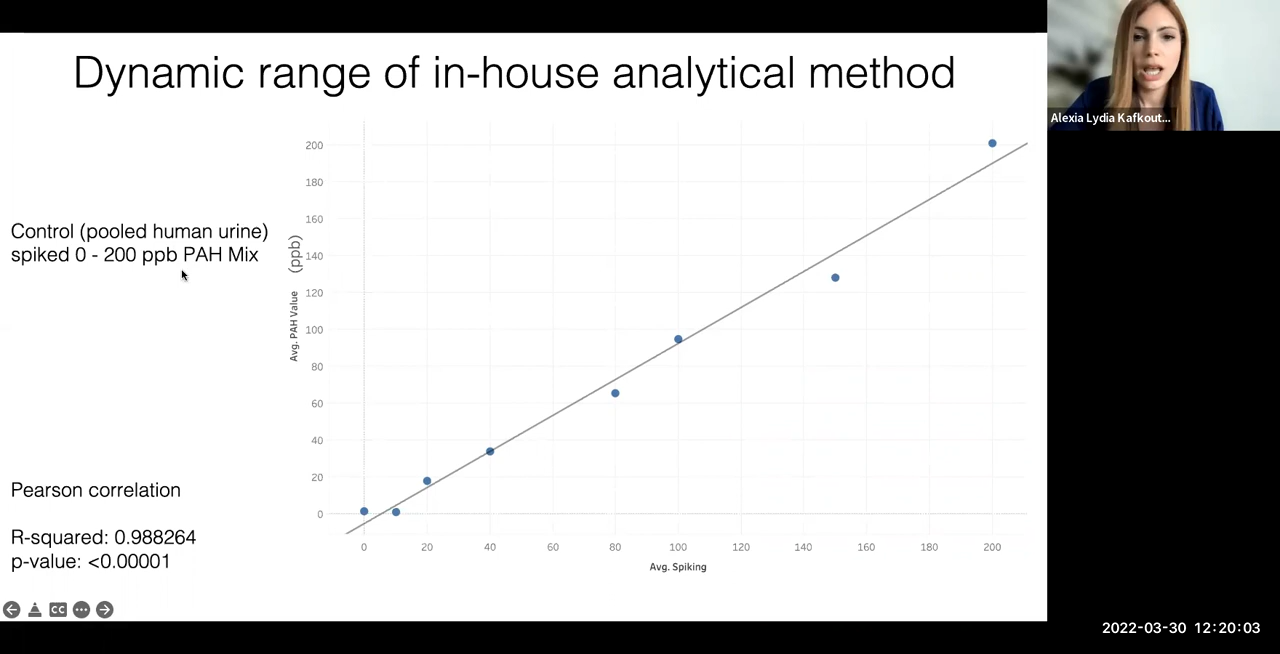 Dynamic range of in-house analytical method
Alexia Lydia Kafkout...
Control (pooled human urine)
spiked 0 - 200 ppb PAH Mix
Avg. PAH Value (ppb)
200
180
160
140
120
100
80
60
40
20
0
0 20 40 60 80 100 120 140 160 180 200
Avg. Spiking
Pearson correlation
R-squared: 0.988264
p-value: <0.00001
CC
2022-03-30 12:20:03